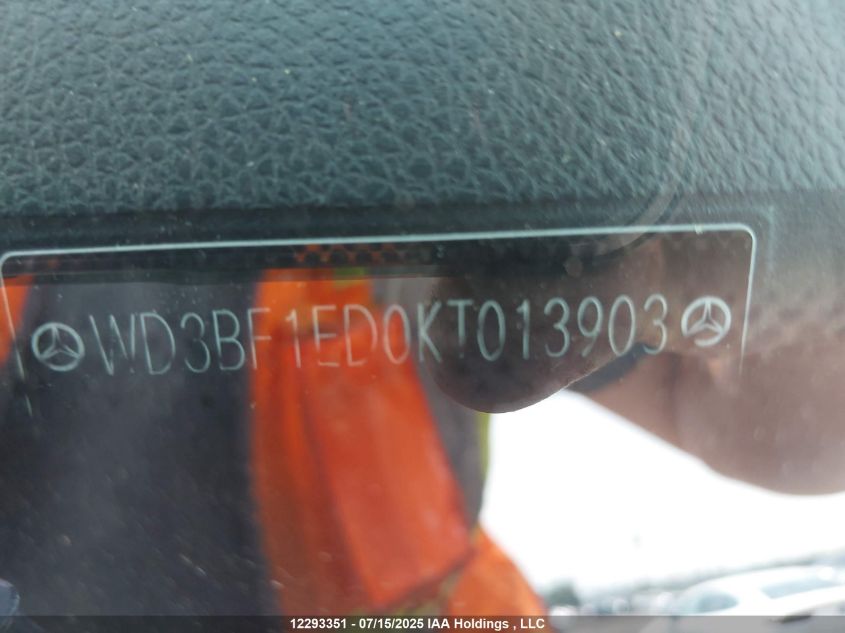 WD3BF1ED0KT013903
12293351 - 07/15/2025 IAA Holdings , LLC